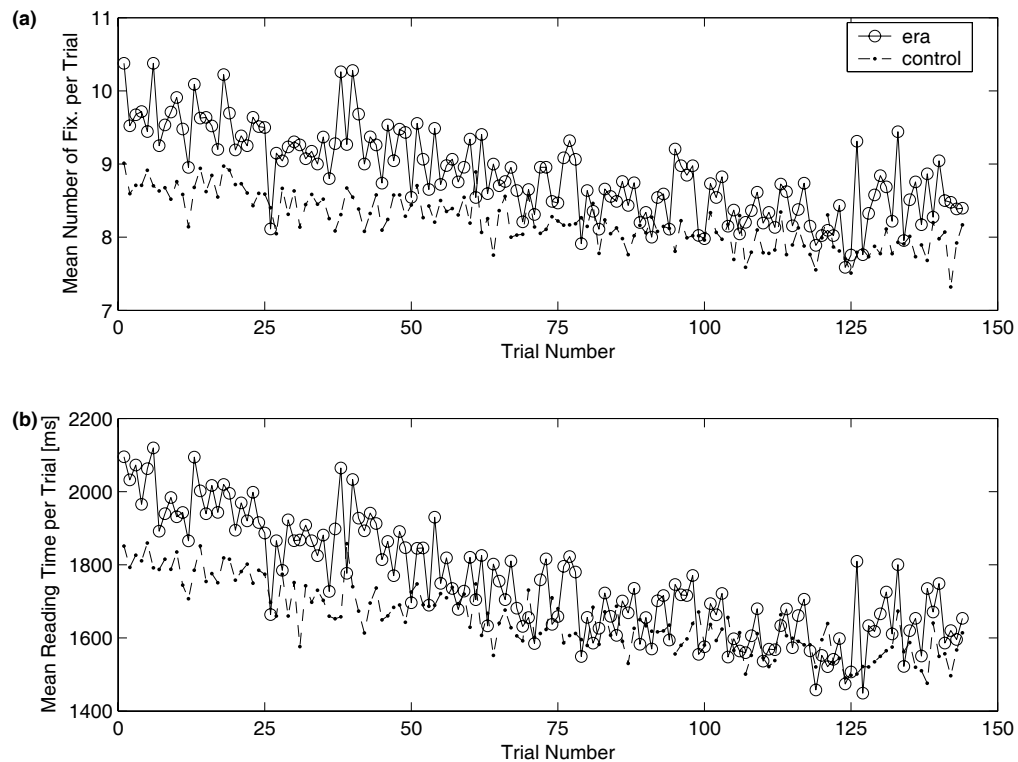 (a)
11
10
9
8
7
Mean Number of Fix. per Trial
era
control
0 25 50 75 100 125 150
Trial Number
(b)
2200
2000
1800
1600
1400
Mean Reading Time per Trial [ms]
0 25 50 75 100 125 150
Trial Number